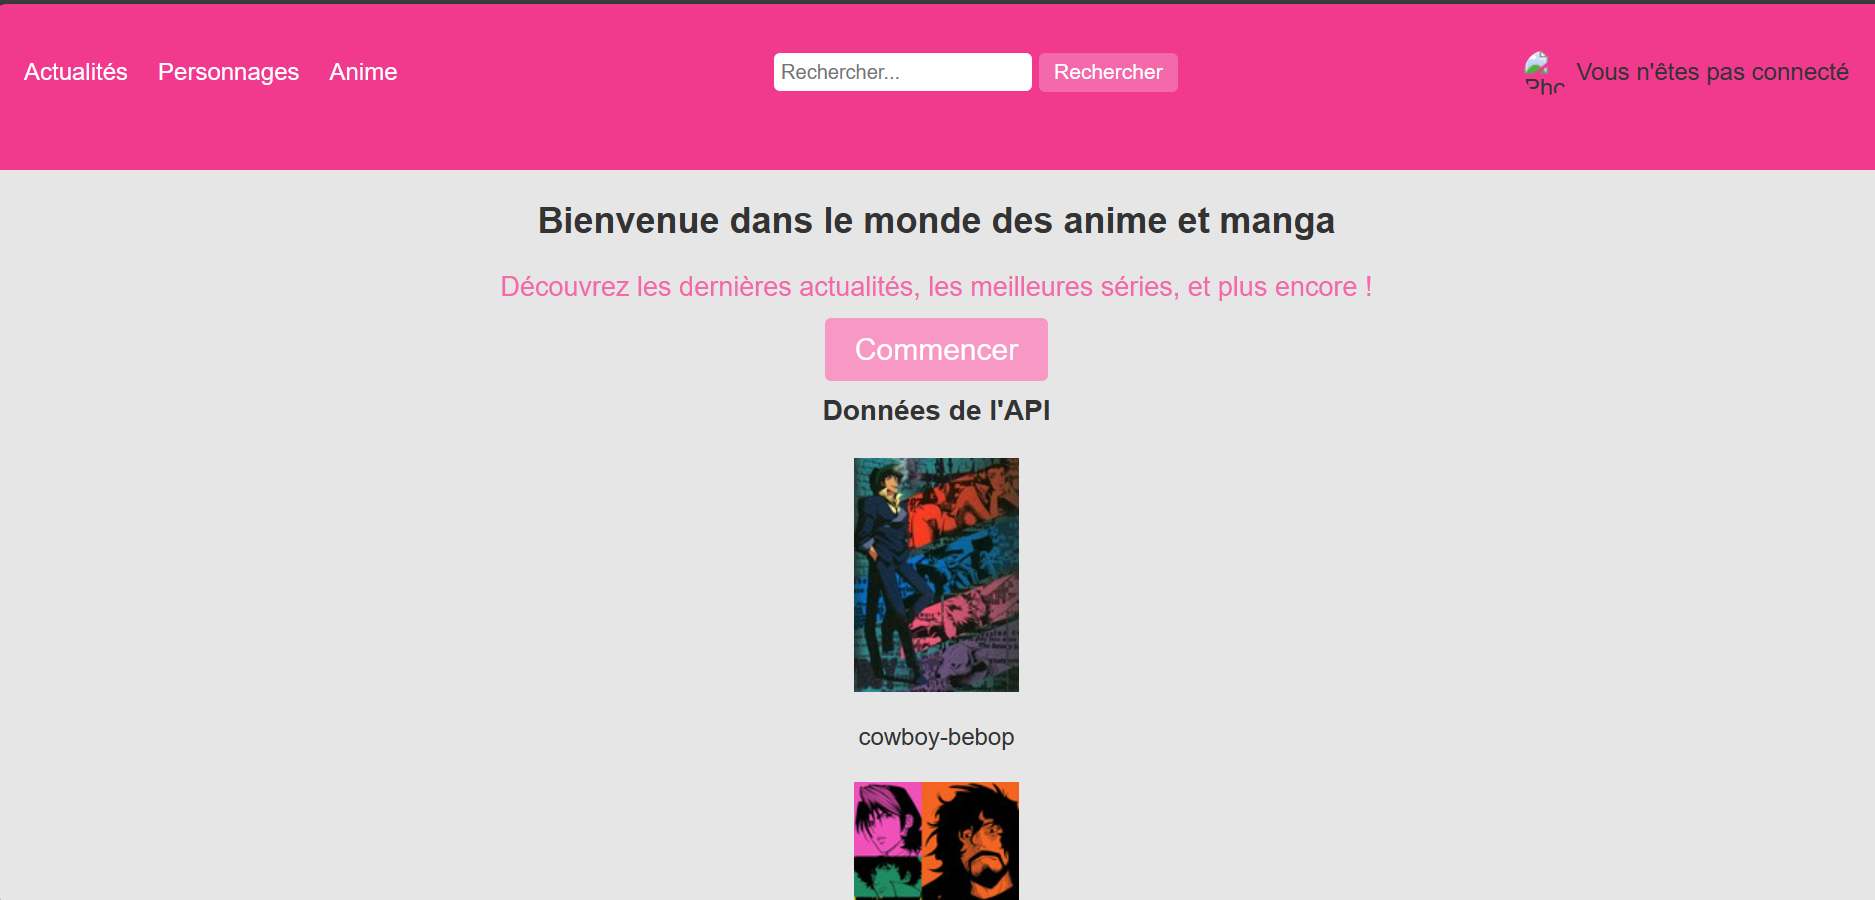 Actualités Personnages Anime Rechercher... Rechercher Vous n'êtes pas connecté
Bienvenue dans le monde des anime et manga
Découvrez les dernières actualités, les meilleures séries, et plus encore !
Commencer
Données de l'API
cowboy-bebop